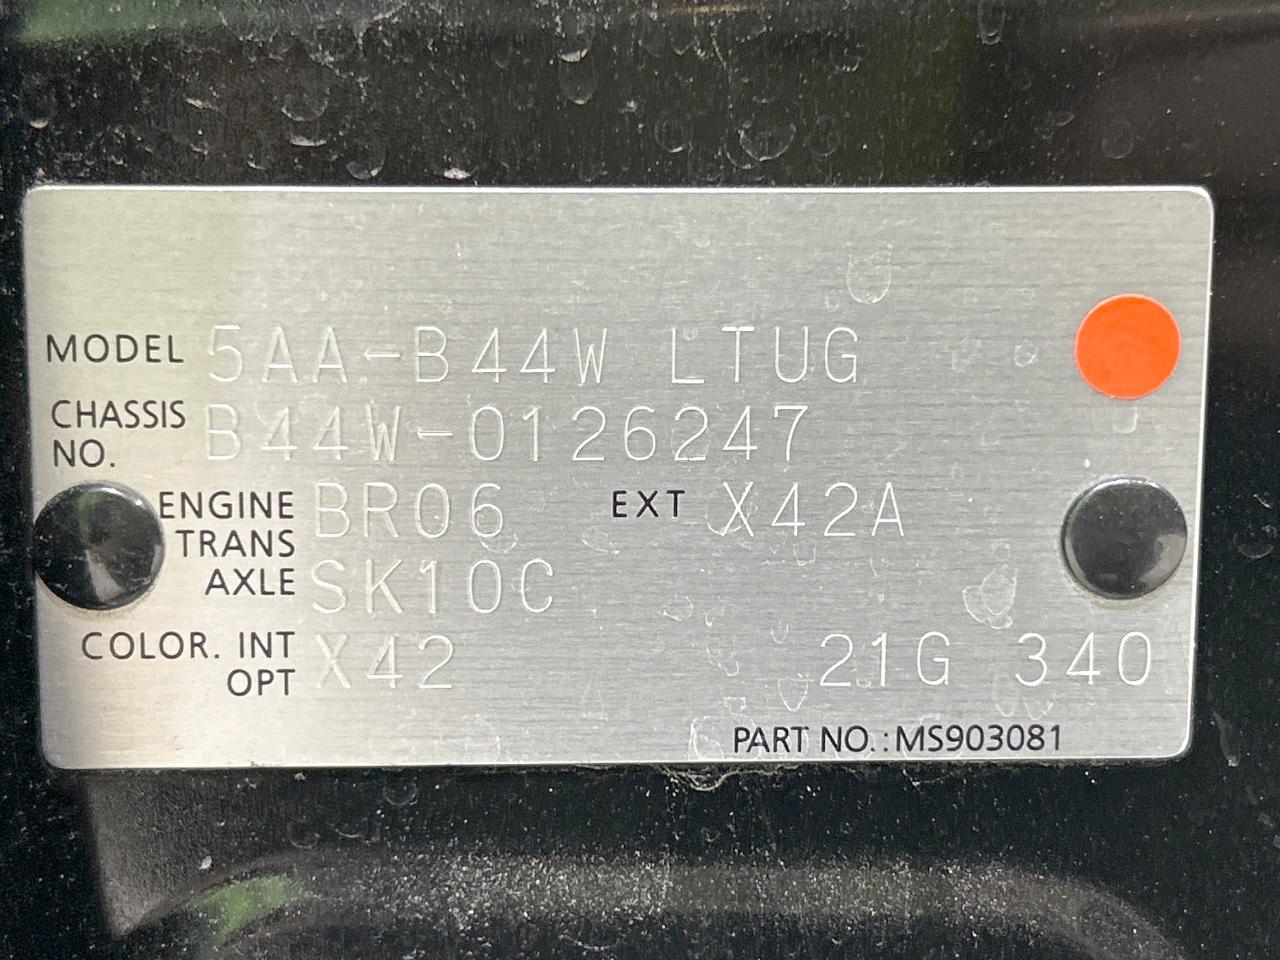 MODEL 5AA-B44W LTUG
CHASSIS NO. B44W-0126247
ENGINE BR06 EXT X42A
TRANS AXLE SK10C
COLOR. INT OPT X42 21G 340
PART NO.: MS903081